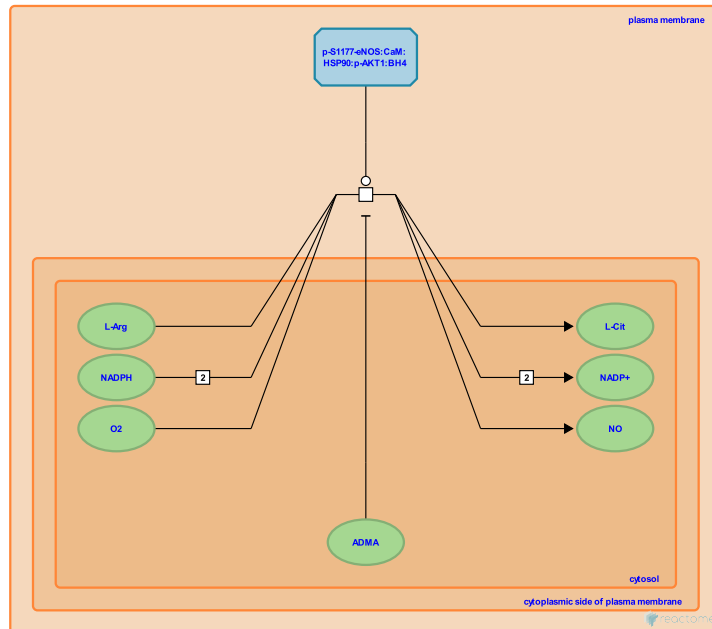 plasma membrane
p-S1177-eNOS:CaM:
HSP90:p-AKT1:BH4
L-Arg
L-Cit
NADPH
2
2
NADP+
O2
NO
ADMA
cytosol
cytoplasmic side of plasma membrane
reactome